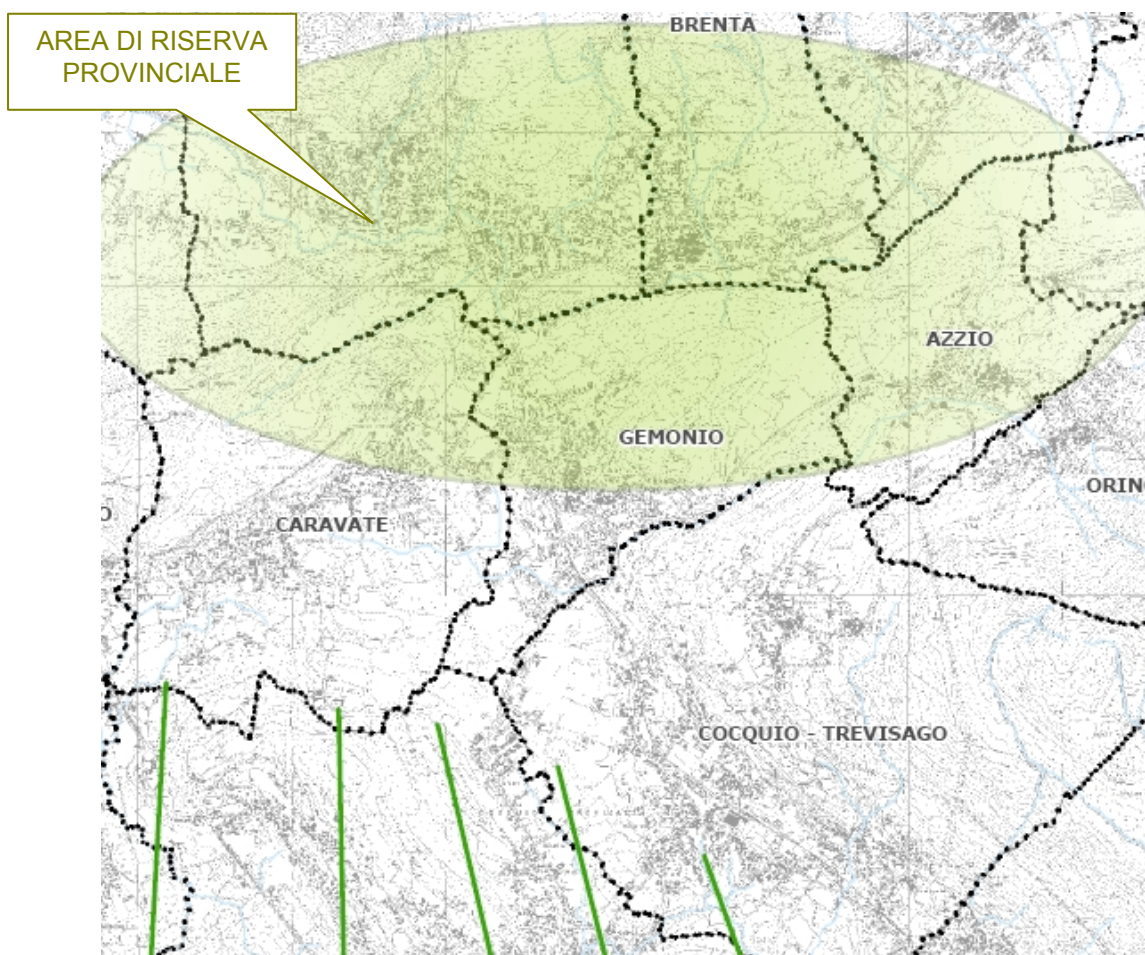 AREA DI RISERVA
PROVINCIALE
BRENTA
AZZIO
GEMONIO
ORINO
CARAVATE
COCQUIO - TREVISAGO